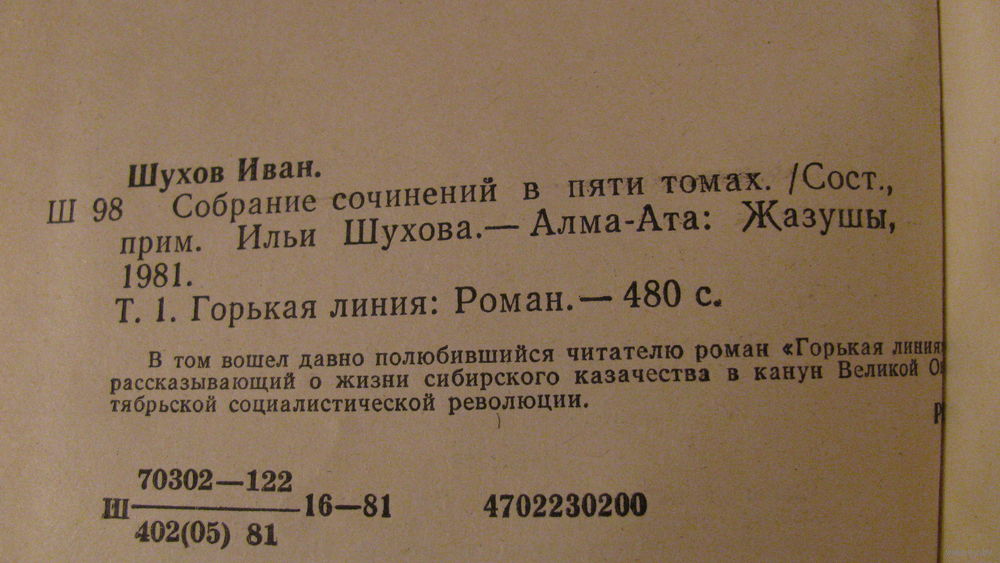 Шухов Иван.
Ш 98 Собрание сочинений в пяти томах. /Сост.,
прим. Ильи Шухова.— Алма-Ата: Жазушы,
1981.
Т. 1. Горькая линия: Роман.— 480 с.
В том вошел давно полюбившийся читателю роман «Горькая линия
рассказывающий о жизни сибирского казачества в канун Великой Ок
тябрьской социалистической революции.
Р
70302—122
Ш 16—81 4702230200
402(05) 81